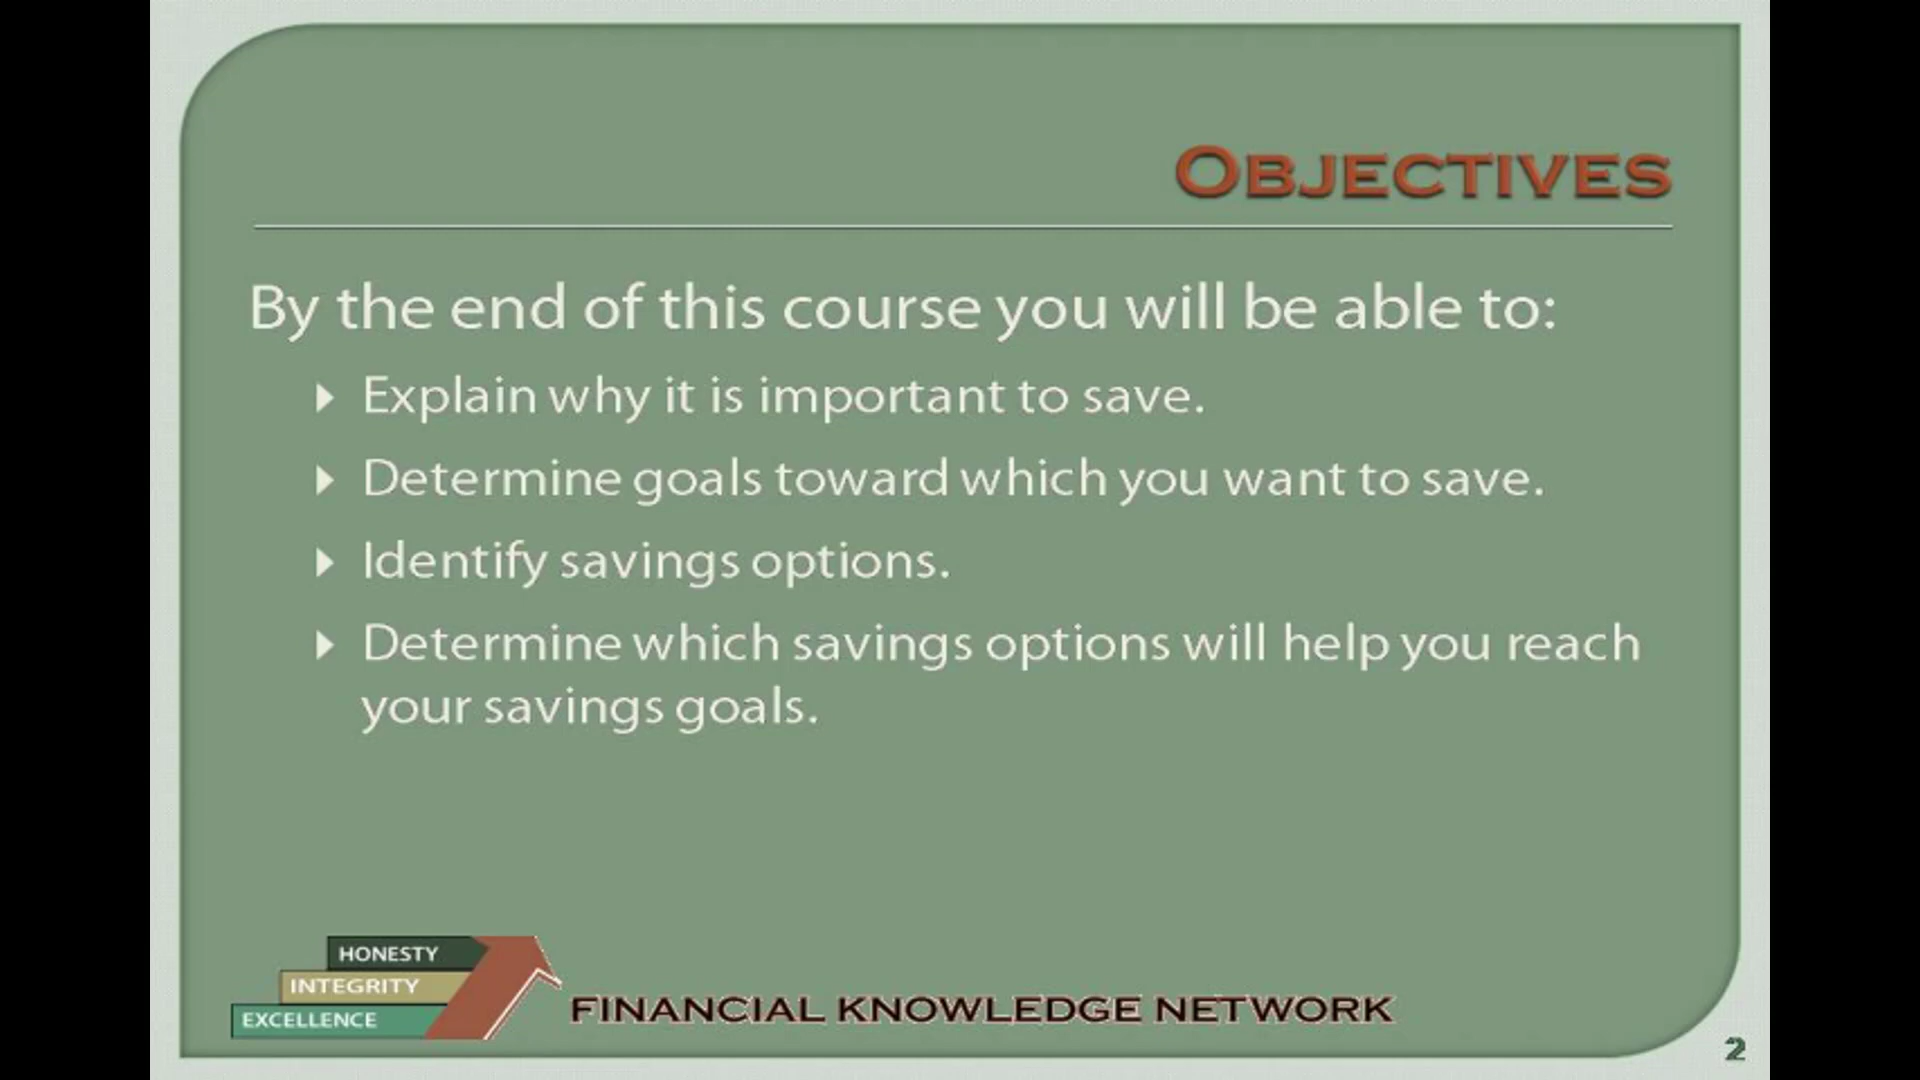 OBJECTIVES
By the end of this course you will be able to:
Explain why it is important to save.
Determine goals toward which you want to save.
Identify savings options.
Determine which savings options will help you reach
your savings goals.
HONESTY
INTEGRITY
EXCELLENCE
FINANCIAL KNOWLEDGE NETWORK
2